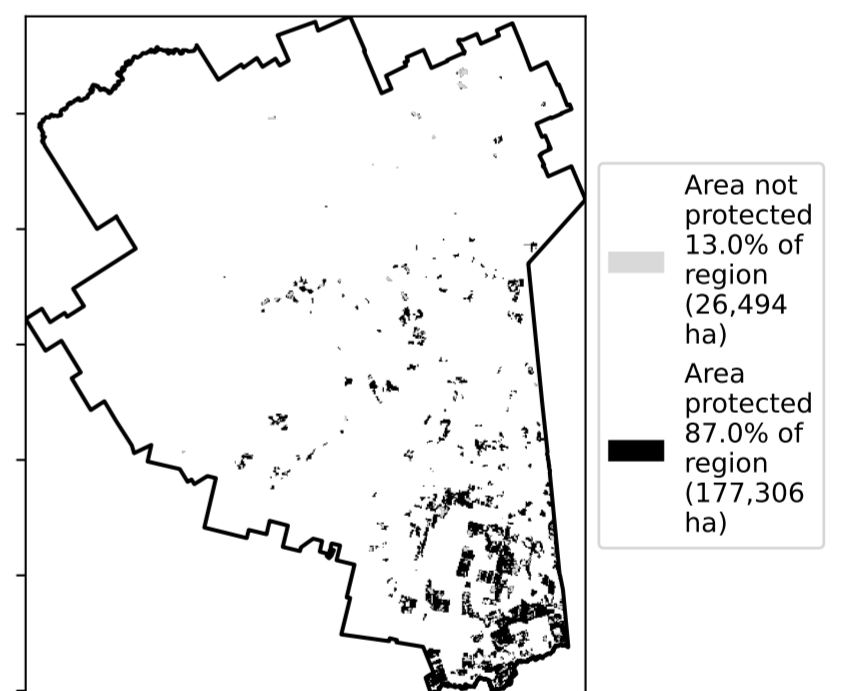 Area not
protected
13.0% of
region
(26,494
ha)
Area
protected
87.0% of
region
(177,306
ha)